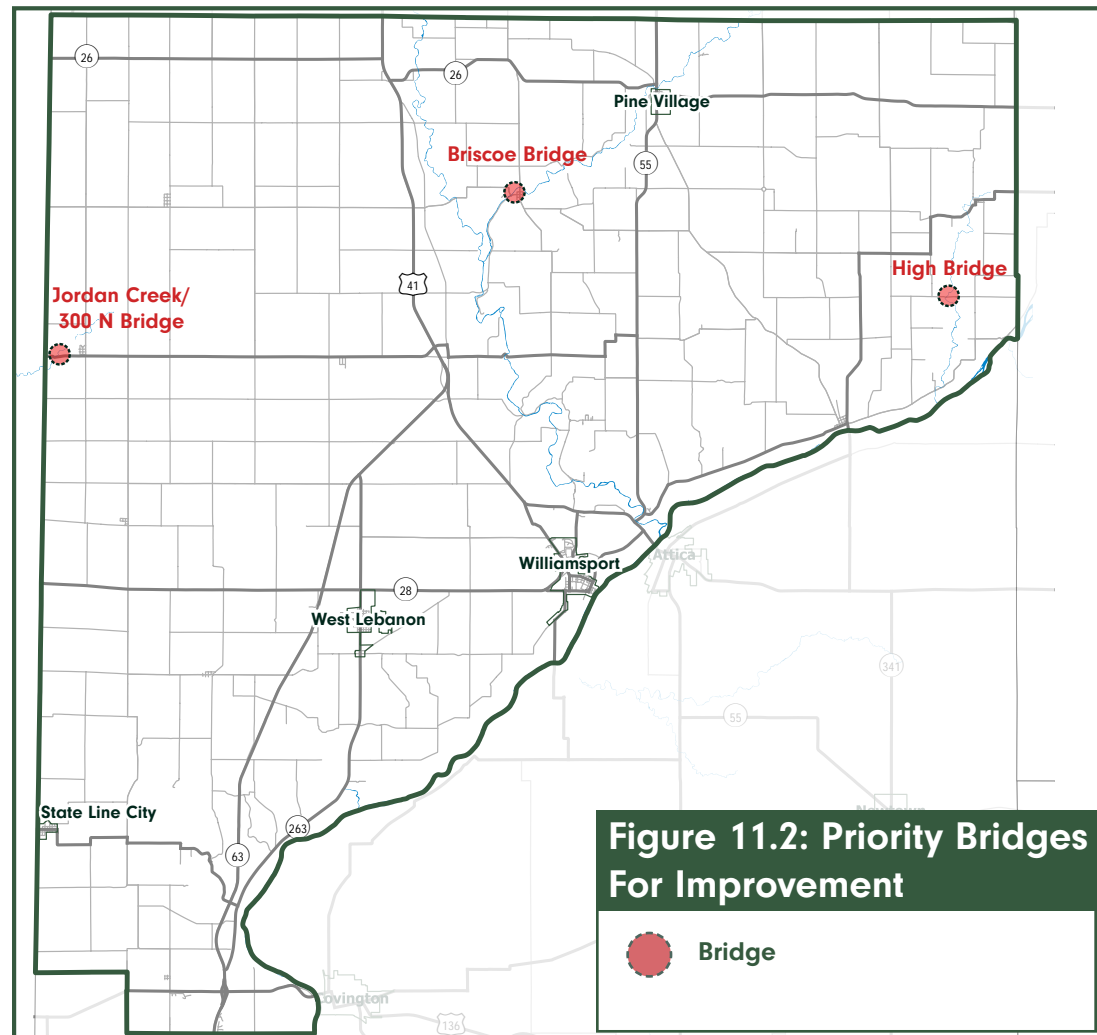 26
26
Pine Village
Briscoe Bridge
55
High Bridge
41
Jordan Creek/
300 N Bridge
Attica
Williamsport
28
West Lebanon
341
55
State Line City
263
63
Figure 11.2: Priority Bridges
For Improvement
Bridge
Covington
136